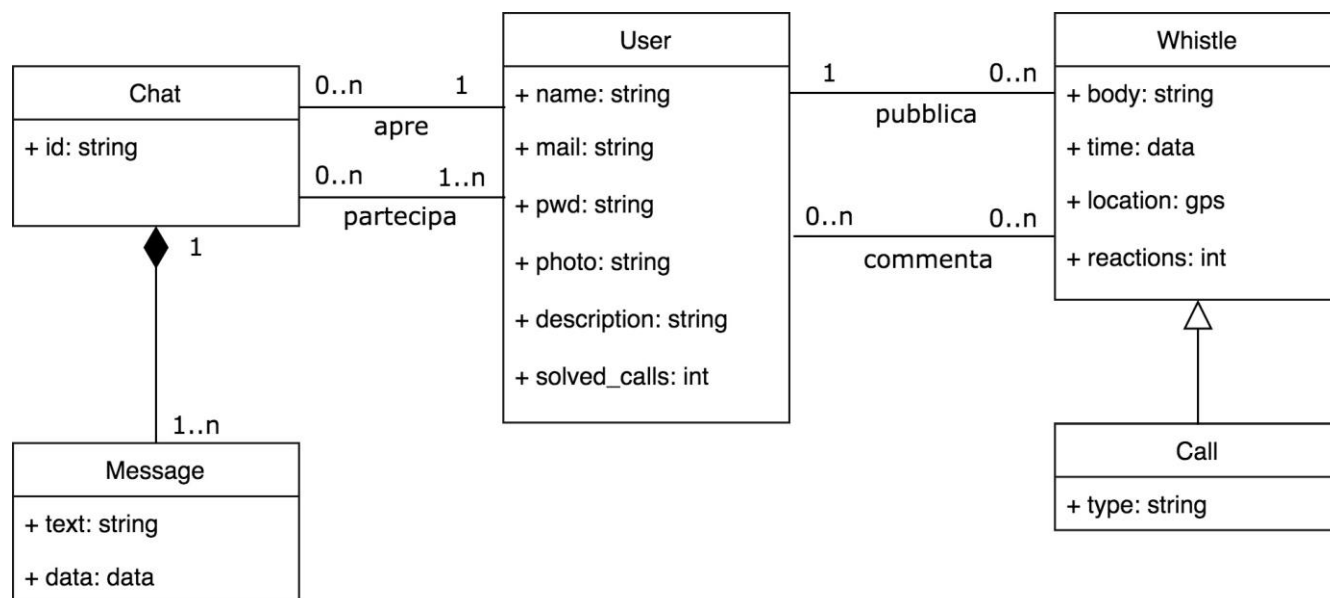 Chat
+ id: string
0..n 1
apre
0..n 1..n
partecipa
1
1..n
Message
+ text: string
+ data: data
User
+ name: string
+ mail: string
+ pwd: string
+ photo: string
+ description: string
+ solved_calls: int
1 0..n
pubblica
0..n 0..n
commenta
Whistle
+ body: string
+ time: data
+ location: gps
+ reactions: int
Call
+ type: string